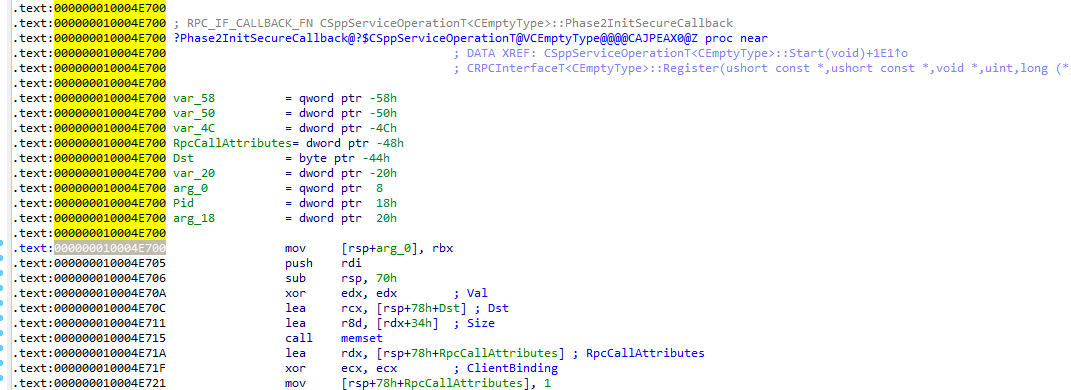 .text:000000010004E700
.text:000000010004E700 ; RPC_IF_CALLBACK_FN CSppServiceOperationT<CEmptyType>::Phase2InitSecureCallback
.text:000000010004E700 ?Phase2InitSecureCallback@?$CSppServiceOperationT@VCEmptyType@@@@CAJPEAX0@Z proc near
.text:000000010004E700 ; DATA XREF: CSppServiceOperationT<CEmptyType>::Start(void)+1E1↑o
.text:000000010004E700 ; CRPCInterfaceT<CEmptyType>::Register(ushort const *,ushort const *,void *,uint,long (*
.text:000000010004E700
.text:000000010004E700 var_58 = qword ptr -58h
.text:000000010004E700 var_50 = dword ptr -50h
.text:000000010004E700 var_4C = dword ptr -4Ch
.text:000000010004E700 RpcCallAttributes= dword ptr -48h
.text:000000010004E700 Dst = byte ptr -44h
.text:000000010004E700 var_20 = dword ptr -20h
.text:000000010004E700 arg_0 = qword ptr 8
.text:000000010004E700 Pid = dword ptr 18h
.text:000000010004E700 arg_18 = dword ptr 20h
.text:000000010004E700
.text:000000010004E700 mov [rsp+arg_0], rbx
.text:000000010004E705 push rdi
.text:000000010004E706 sub rsp, 70h
.text:000000010004E70A xor edx, edx ; Val
.text:000000010004E70C lea rcx, [rsp+78h+Dst] ; Dst
.text:000000010004E711 lea r8d, [rdx+34h] ; Size
.text:000000010004E715 call memset
.text:000000010004E71A lea rdx, [rsp+78h+RpcCallAttributes] ; RpcCallAttributes
.text:000000010004E71F xor ecx, ecx ; ClientBinding
.text:000000010004E721 mov [rsp+78h+RpcCallAttributes], 1